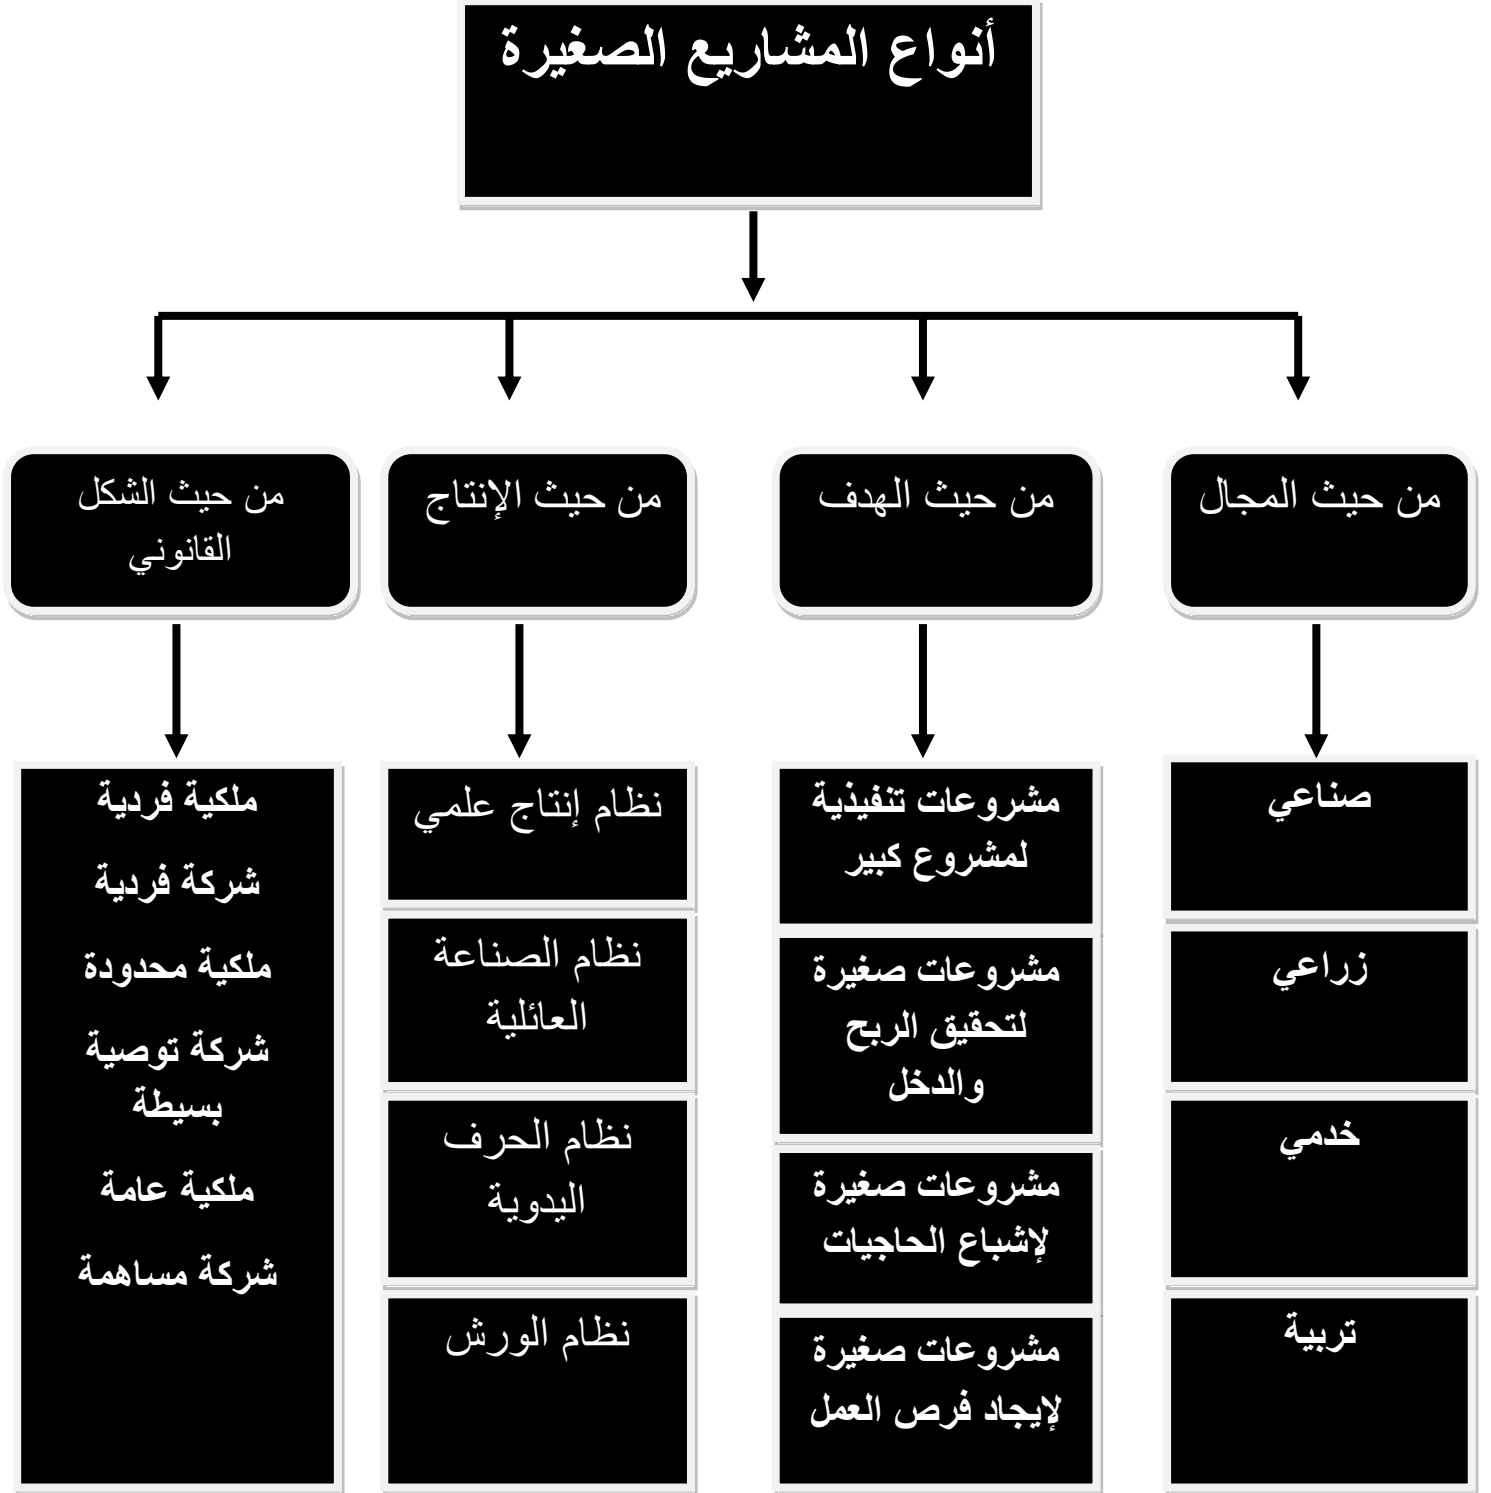 أنواع المشاريع الصغيرة
من حيث المجال
من حيث الهدف
من حيث الإنتاج
من حيث الشكل
القانوني
صناعي
زراعي
خدمي
تربية
مشروعات تنفيذية
لمشروع كبير
مشروعات صغيرة
لتحقيق الربح
والدخل
مشروعات صغيرة
لإشباع الحاجيات
مشروعات صغيرة
لإيجاد فرص العمل
نظام إنتاج علمي
نظام الصناعة
العائلية
نظام الحرف
اليدوية
نظام الورش
ملكية فردية
شركة فردية
ملكية محدودة
شركة توصية
بسيطة
ملكية عامة
شركة مساهمة